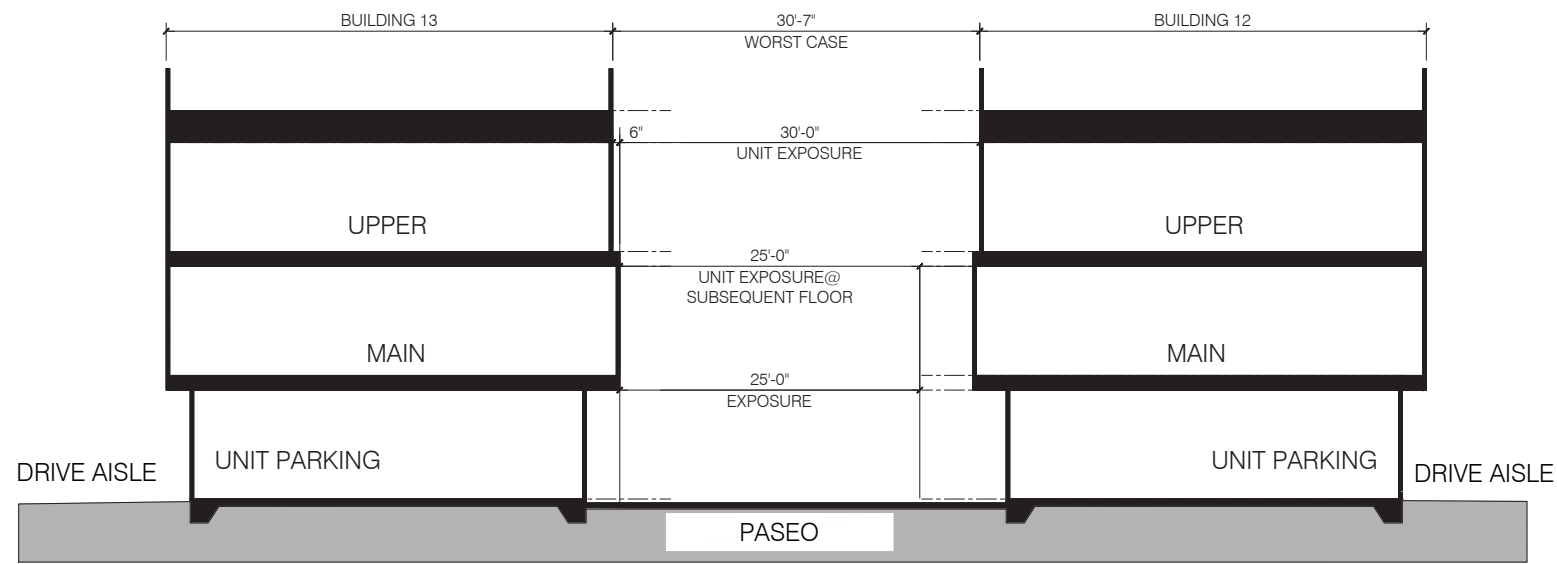 BUILDING 13
30'-7"
BUILDING 12
WORST CASE
6"
30'-0"
UNIT EXPOSURE
UPPER
UPPER
25'-0"
UNIT EXPOSURE@
SUBSEQUENT FLOOR
MAIN
MAIN
25'-0"
EXPOSURE
DRIVE AISLE
UNIT PARKING
UNIT PARKING
DRIVE AISLE
PASEO